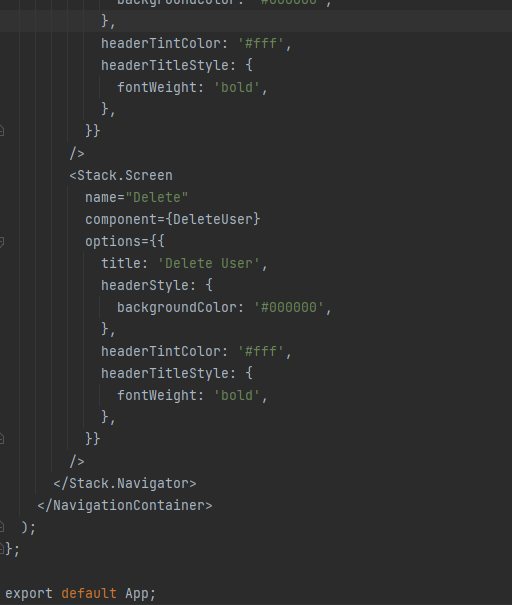 backgroundColor: '#000000',
},
headerTintColor: '#fff',
headerTitleStyle: {
fontWeight: 'bold',
},
}}
/>
<Stack.Screen
name="Delete"
component={DeleteUser}
options={{
title: 'Delete User',
headerStyle: {
backgroundColor: '#000000',
},
headerTintColor: '#fff',
headerTitleStyle: {
fontWeight: 'bold',
},
}}
/>
</Stack.Navigator>
</NavigationContainer>
);
};
export default App;